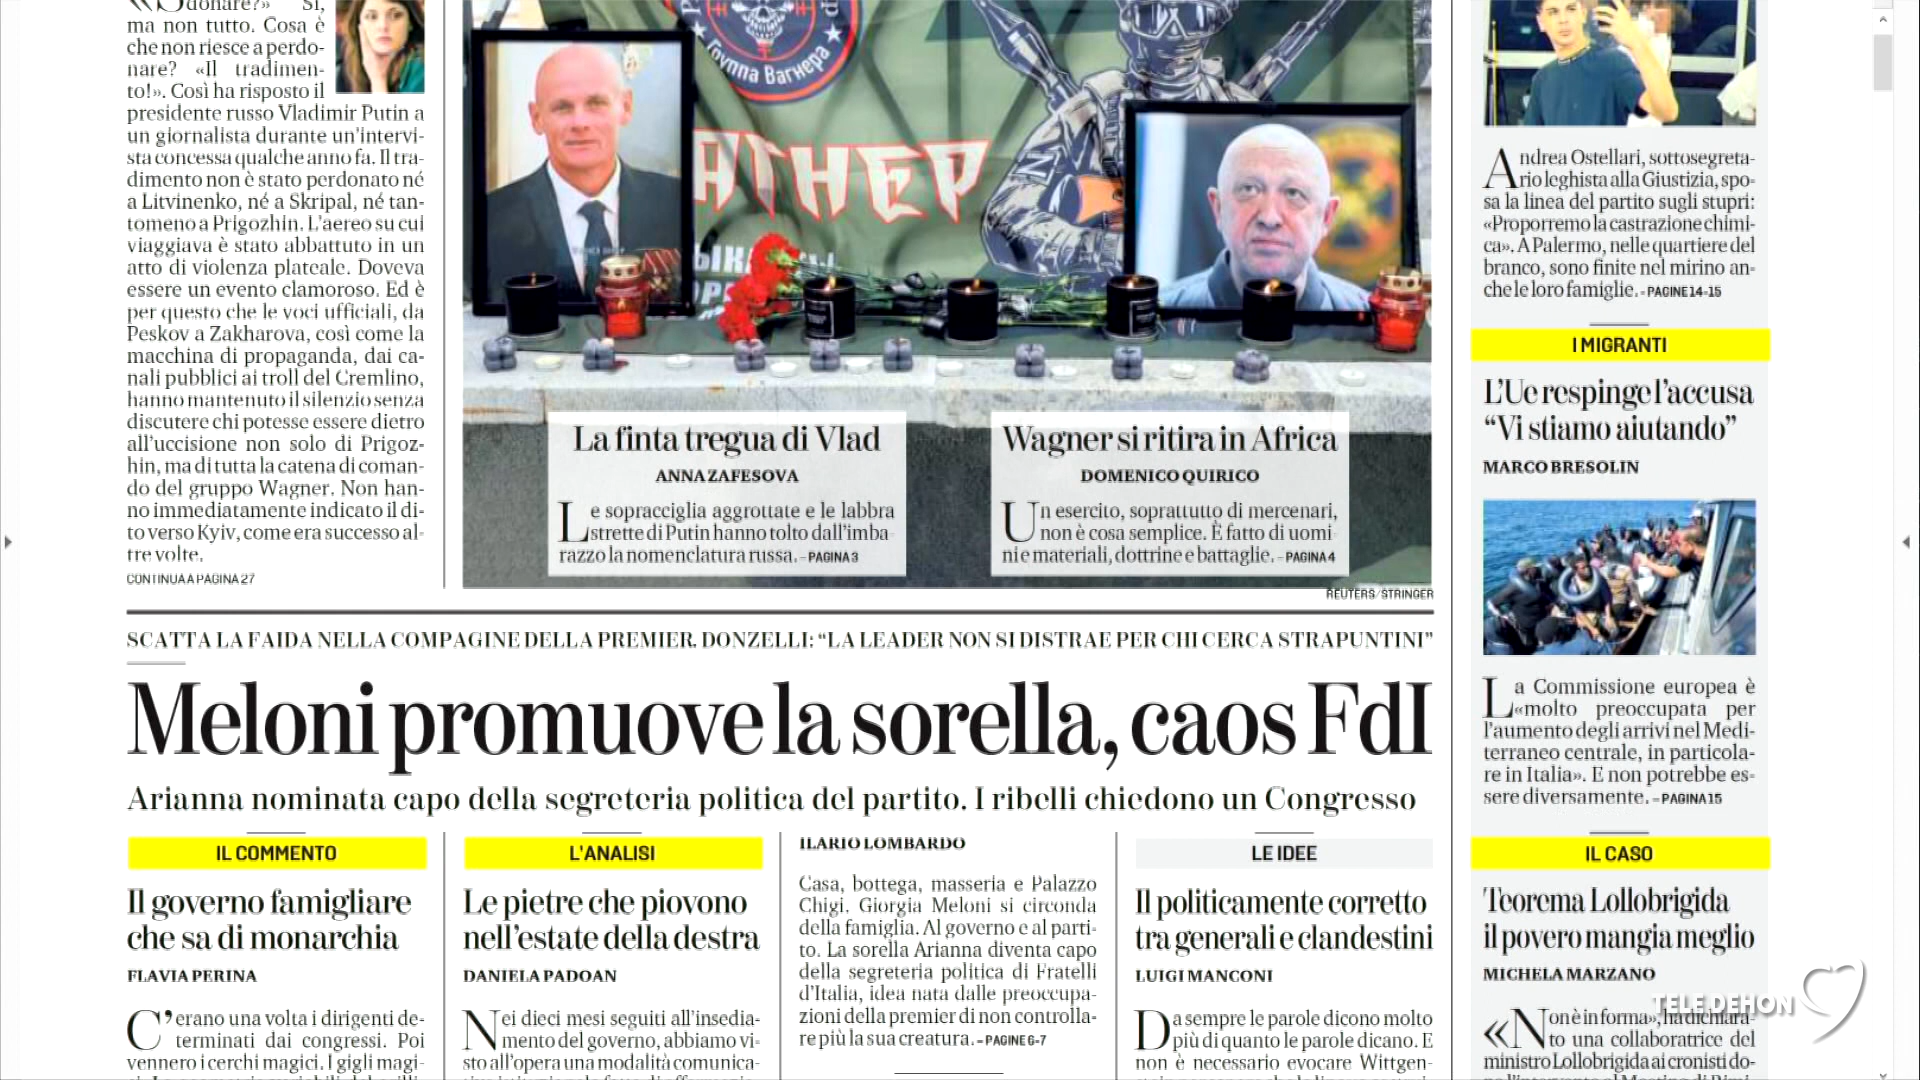 donare?» Sì,
ma non tutto. Cosa è
che non riesce a perdo-
nare? «Il tradimen-
to!». Così ha risposto il
presidente russo Vladimir Putin a
un giornalista durante un'intervi-
sta concessa qualche anno fa. Il tra-
dimento non è stato perdonato né
a Litvinenko, né a Skripal, né tan-
tomeno a Prigozhin. L'aereo su cui
viaggiava è stato abbattuto in un
atto di violenza plateale. Doveva
essere un evento clamoroso. Ed è
per questo che le voci ufficiali, da
Peskov a Zakharova, così come la
macchina di propaganda, dai ca-
nali pubblici ai troll del Cremlino,
hanno mantenuto il silenzio senza
discutere chi potesse essere dietro
all'uccisione non solo di Prigoz-
hin, ma di tutta la catena di coman-
do del gruppo Wagner. Non han-
no immediatamente indicato il di-
to verso Kyiv, come era successo al-
tre volte.
CONTINUA A PAGINA 27
Группа Вагнера
АГНЕР
La finta tregua di Vlad
ANNA ZAFESOVA
Le sopracciglia aggrottate e le labbra
strette di Putin hanno tolto dall'imba-
razzo la nomenclatura russa. – PAGINA 3
Wagner si ritira in Africa
DOMENICO QUIRICO
Un esercito, soprattutto di mercenari,
non è cosa semplice. È fatto di uomi-
ni e materiali, dottrine e battaglie. – PAGINA 4
REUTERS/STRINGER
SCATTA LA FAIDA NELLA COMPAGINE DELLA PREMIER. DONZELLI: “LA LEADER NON SI DISTRAE PER CHI CERCA STRAPUNTINI”
Meloni promuove la sorella, caos FdI
Arianna nominata capo della segreteria politica del partito. I ribelli chiedono un Congresso
IL COMMENTO
Il governo famigliare
che sa di monarchia
FLAVIA PERINA
C'erano una volta i dirigenti de-
terminati dai congressi. Poi
vennero i cerchi magici. I gigli magi-
L'ANALISI
Le pietre che piovono
nell'estate della destra
DANIELA PADOAN
Nei dieci mesi seguiti all'insedia-
mento del governo, abbiamo vi-
sto all'opera una modalità comunica-
ILARIO LOMBARDO
Casa, bottega, masseria e Palazzo
Chigi. Giorgia Meloni si circonda
della famiglia. Al governo e al parti-
to. La sorella Arianna diventa capo
della segreteria politica di Fratelli
d'Italia, idea nata dalle preoccupa-
zioni della premier di non controlla-
re più la sua creatura. – PAGINE 6-7
LE IDEE
Il politicamente corretto
tra generali e clandestini
LUIGI MANCONI
Da sempre le parole dicono molto
più di quanto le parole dicano. E
non è necessario evocare Wittgen-
Andrea Ostellari, sottosegreta-
rio leghista alla Giustizia, spo-
sa la linea del partito sugli stupri:
«Proporremo la castrazione chimi-
ca». A Palermo, nelle quartiere del
branco, sono finite nel mirino an-
che le loro famiglie. – PAGINE 14-15
I MIGRANTI
L'Ue respinge l'accusa
“Vi stiamo aiutando”
MARCO BRESOLIN
La Commissione europea è
«molto preoccupata per
l'aumento degli arrivi nel Medi-
terraneo centrale, in particola-
re in Italia». E non potrebbe es-
sere diversamente. – PAGINA 15
IL CASO
Teorema Lollobrigida
il povero mangia meglio
MICHELA MARZANO
«Non è in forma», ha dichiara-
to una collaboratrice del
ministro Lollobrigida ai cronisti do-
TELEDEHON